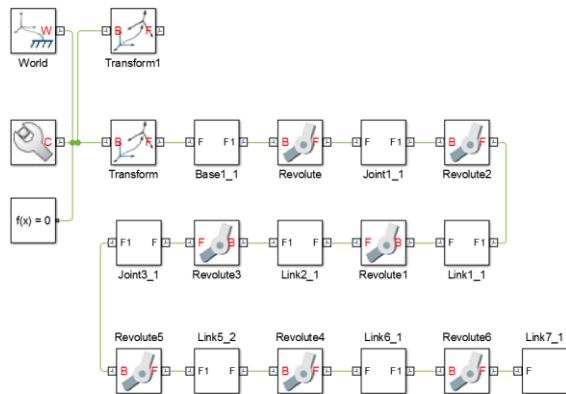 W
B F
World
Transform1
C
B F
F F1
B F
F F1
B F
Transform
Base1_1
Revolute
Joint1_1
Revolute2
f(x) = 0
F1 F
F B
F1 F
F B
F1 F
Joint3_1
Revolute3
Link2_1
Revolute1
Link1_1
Revolute5
Link5_2
Revolute4
Link6_1
Revolute6
Link7_1
B F
F1 F
B F
F F1
B F
F